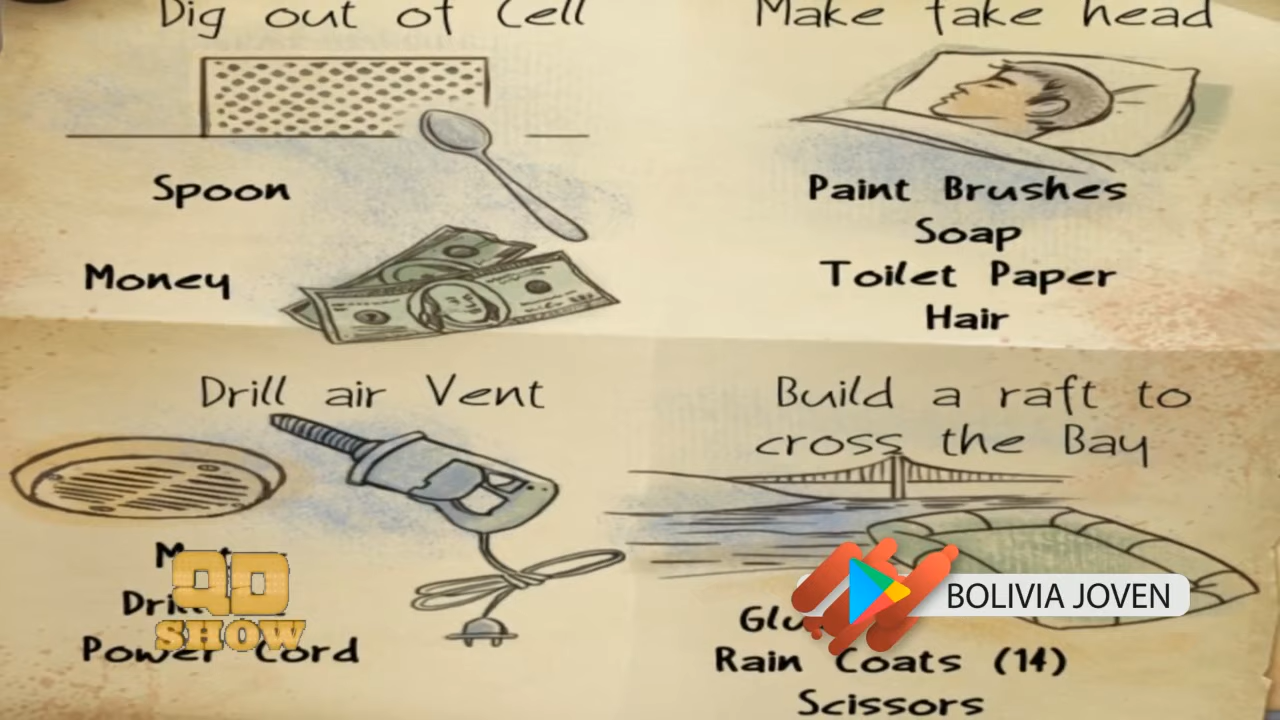 Dig out of Cell
Spoon
Money
Make fake head
Paint Brushes
Soap
Toilet Paper
Hair
Drill air Vent
Power Cord
Build a raft to
cross the Bay
Rain Coats (14)
Scissors
QD
SHOW
BOLIVIA JOVEN